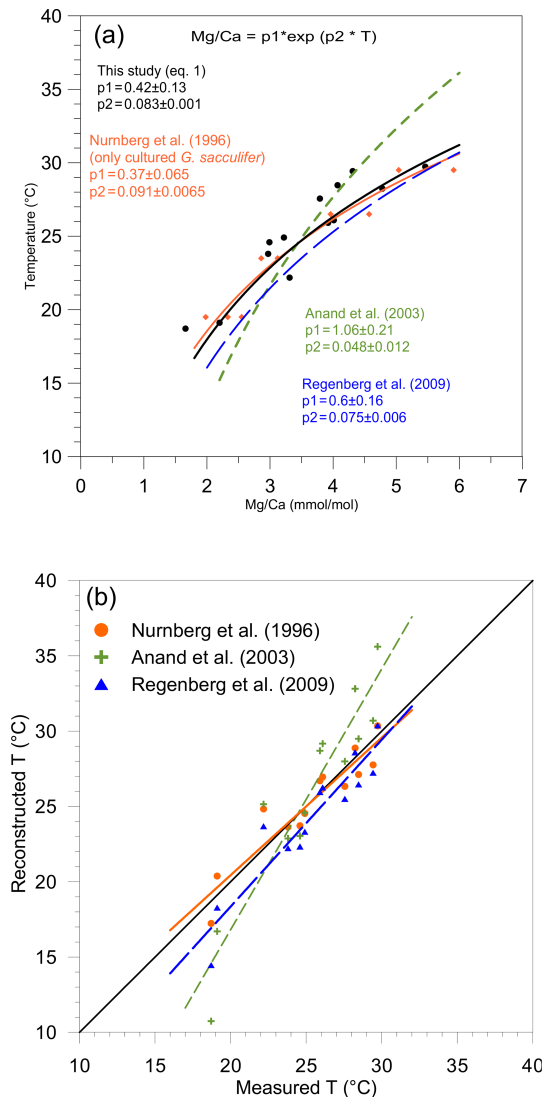 40
(a)
Mg/Ca = p1*exp (p2 * T)
This study (eq. 1)
35
p1=0.42±0.13
p2=0.083±0.001
Nurnberg et al. (1996)
30
(only cultured G. sacculifer)
p1=0.37±0.065
p2=0.091±0.0065
Temperature (°C)
25
20
Anand et al. (2003)
p1=1.06±0.21
p2=0.048±0.012
15
Regenberg et al. (2009)
p1=0.6±0.16
p2=0.075±0.006
10
0 1 2 3 4 5 6 7
Mg/Ca (mmol/mol)
40
(b)
Nurnberg et al. (1996)
Anand et al. (2003)
35
Regenberg et al. (2009)
30
Reconstructed T (°C)
25
20
15
10
10 15 20 25 30 35 40
Measured T (°C)